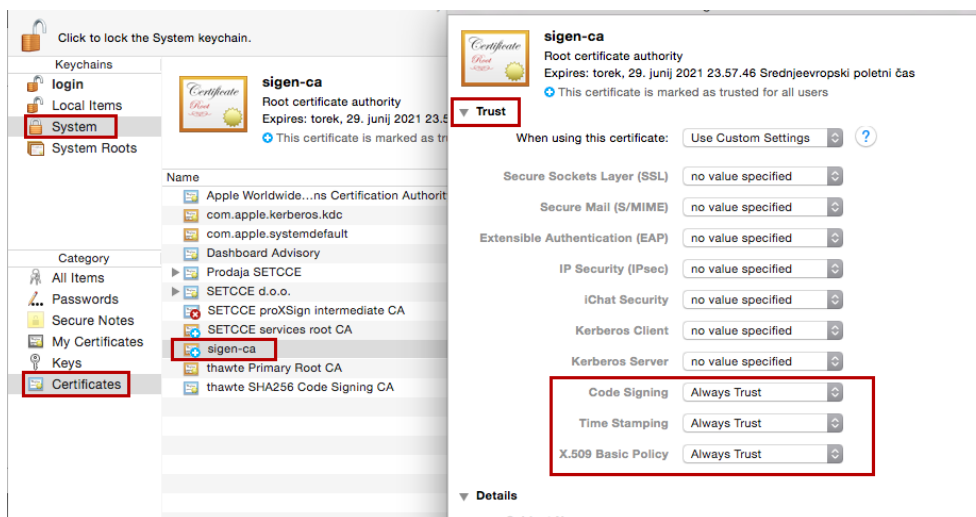 Click to lock the System keychain.
Keychains
login
Local Items
System
System Roots
Category
All Items
Passwords
Secure Notes
My Certificates
Keys
Certificates
Certificate
Root
sigen-ca
Root certificate authority
Expires: torek, 29. junij 2021 23.5
This certificate is marked as tr
Name
Apple Worldwide...ns Certification Authorit
com.apple.kerberos.kdc
com.apple.systemdefault
Dashboard Advisory
Prodaja SETCCE
SETCCE d.o.o.
SETCCE proXSign intermediate CA
SETCCE services root CA
sigen-ca
thawte Primary Root CA
thawte SHA256 Code Signing CA
Certificate
Root
sigen-ca
Root certificate authority
Expires: torek, 29. junij 2021 23.57.46 Srednjeevropski poletni čas
This certificate is marked as trusted for all users
Trust
When using this certificate: Use Custom Settings ?
Secure Sockets Layer (SSL) no value specified
Secure Mail (S/MIME) no value specified
Extensible Authentication (EAP) no value specified
IP Security (IPsec) no value specified
iChat Security no value specified
Kerberos Client no value specified
Kerberos Server no value specified
Code Signing Always Trust
Time Stamping Always Trust
X.509 Basic Policy Always Trust
Details